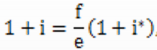 1 + i = f/e (1 + i*),